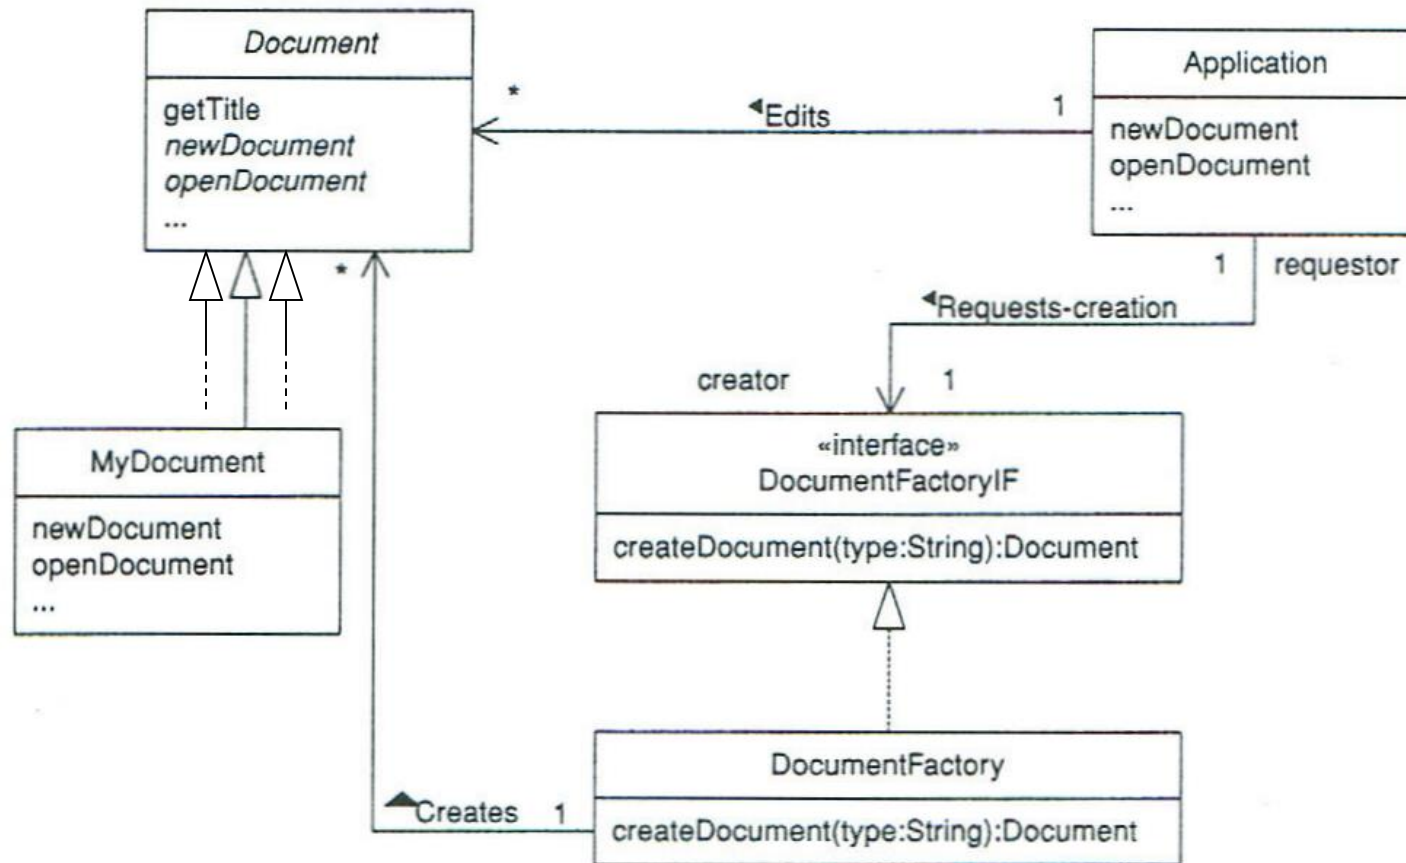 Document
getTitle
newDocument
openDocument
...
*
◄Edits
1
Application
newDocument
openDocument
...
*
1
requestor
◄Requests-creation
creator
1
MyDocument
newDocument
openDocument
...
«interface»
DocumentFactoryIF
createDocument(type:String):Document
DocumentFactory
createDocument(type:String):Document
▲Creates
1